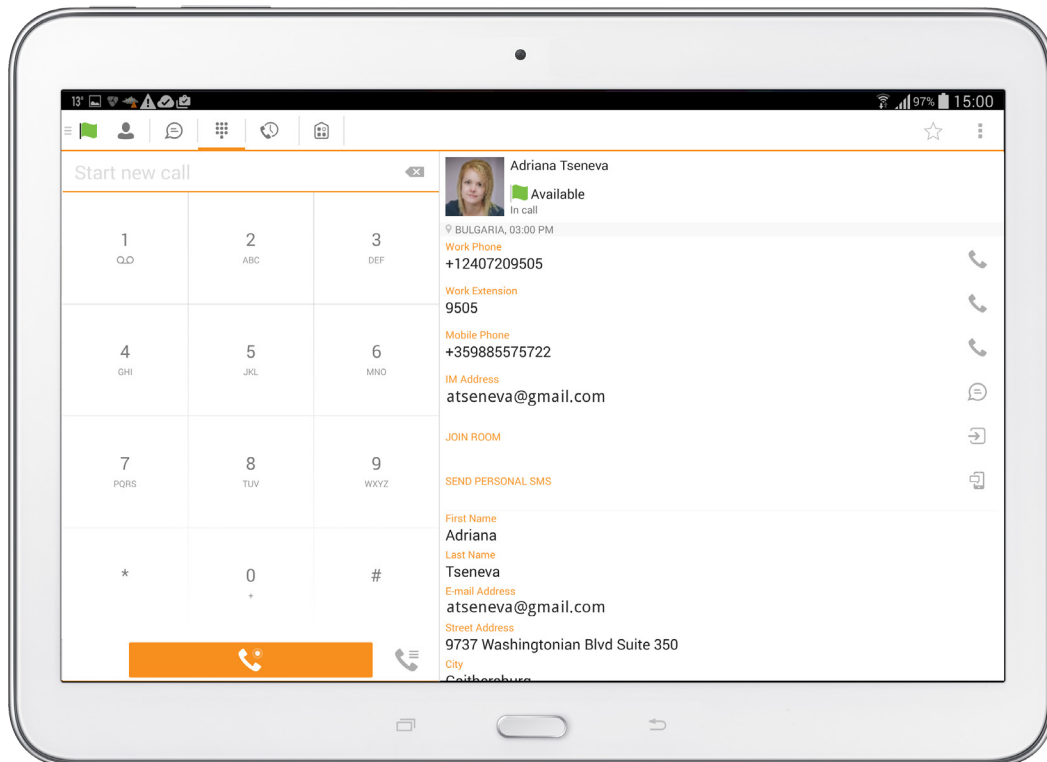 13°
97% 15:00
Start new call
1
2 ABC
3 DEF
4 GHI
5 JKL
6 MNO
7 PQRS
8 TUV
9 WXYZ
*
0 +
#
Adriana Tseneva
Available
In call
BULGARIA, 03:00 PM
Work Phone
+12407209505
Work Extension
9505
Mobile Phone
+359885575722
IM Address
atseneva@gmail.com
JOIN ROOM
SEND PERSONAL SMS
First Name
Adriana
Last Name
Tseneva
E-mail Address
atseneva@gmail.com
Street Address
9737 Washingtonian Blvd Suite 350
City
Gaithersburg